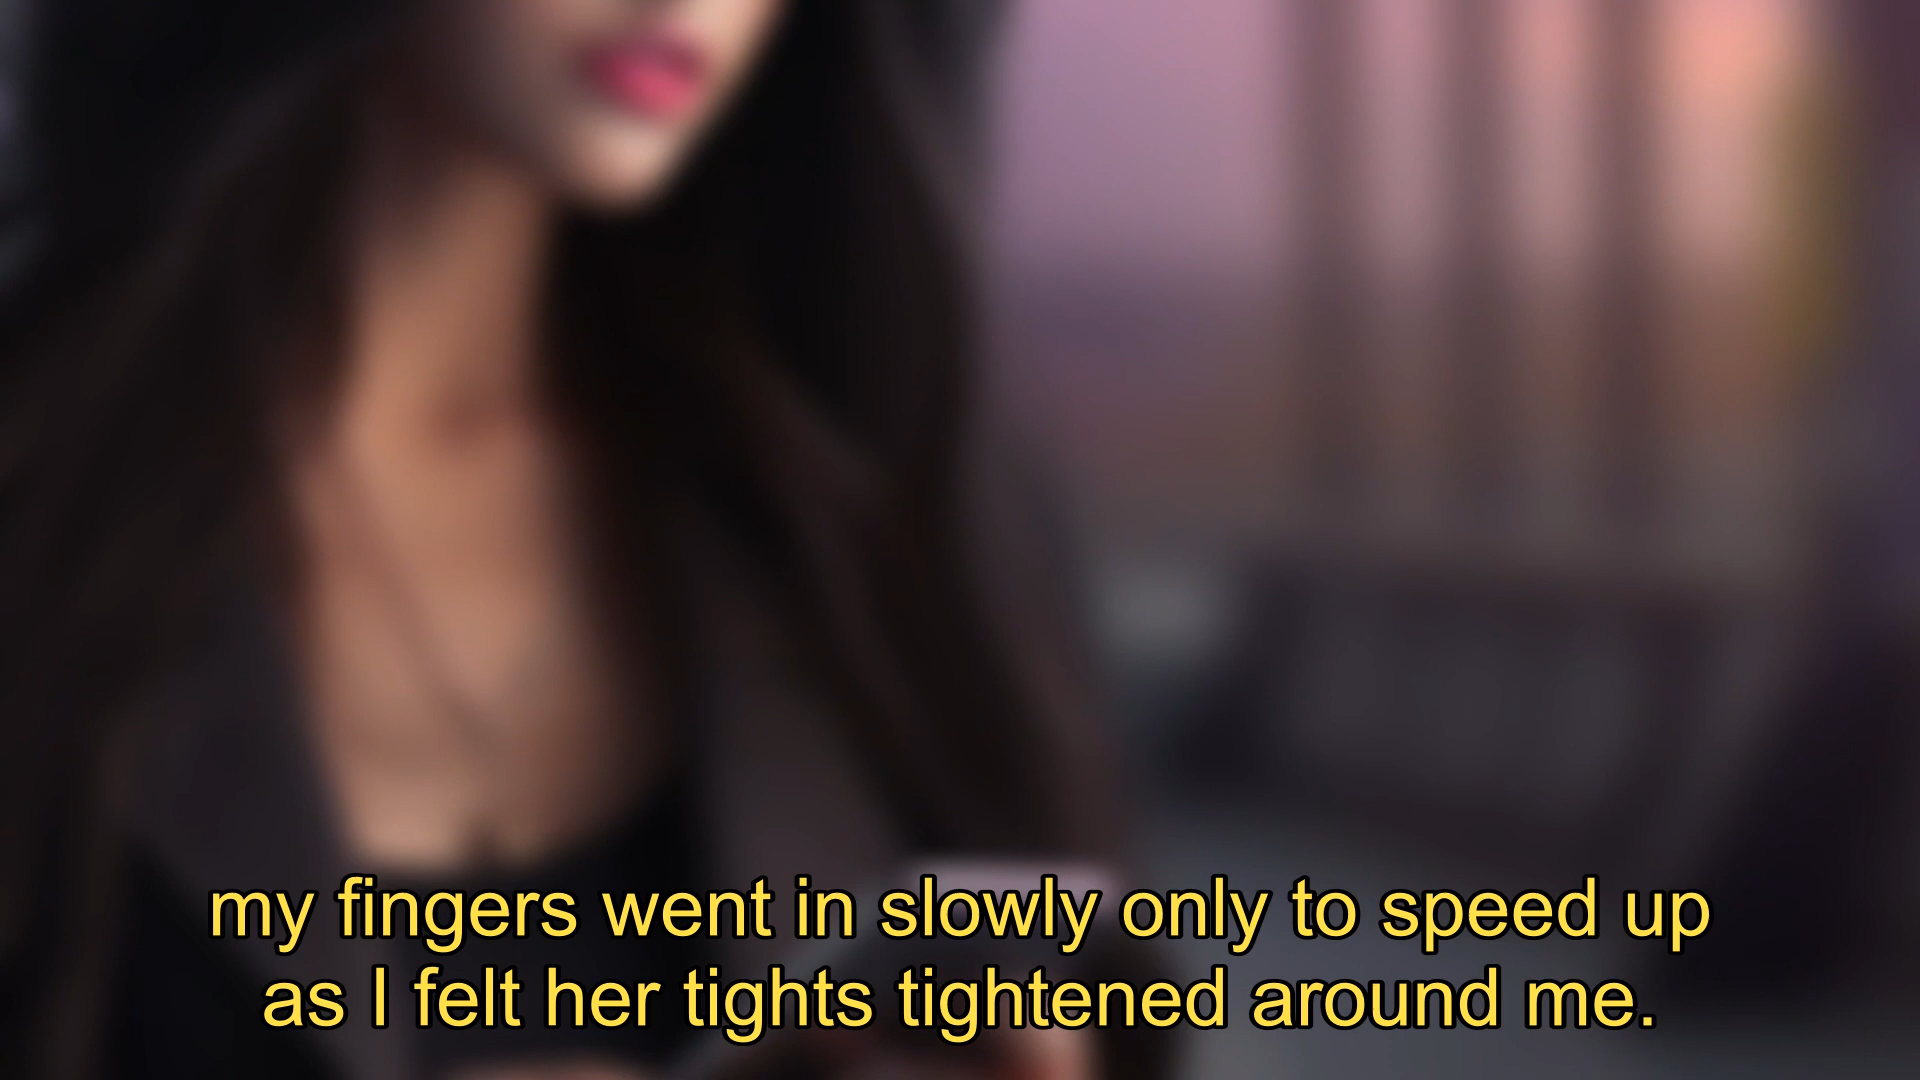 my fingers went in slowly only to speed up
as I felt her tights tightened around me.